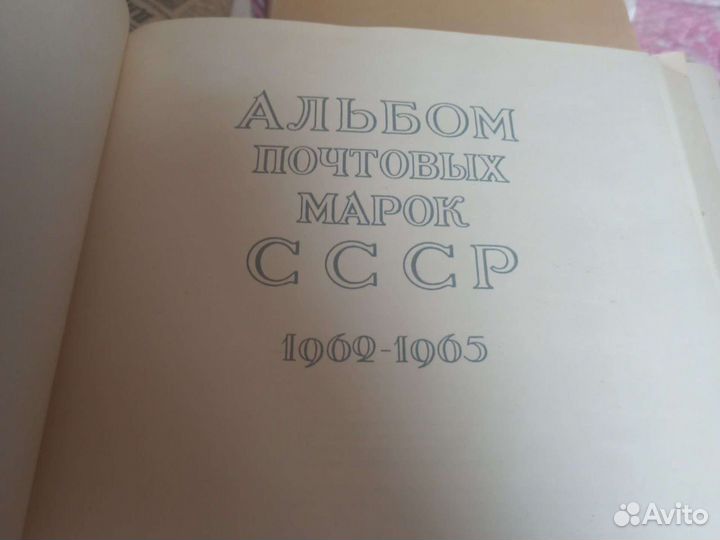 АЛЬБОМ
ПОЧТОВЫХ
МАРОК
СССР
1962-1965
Avito